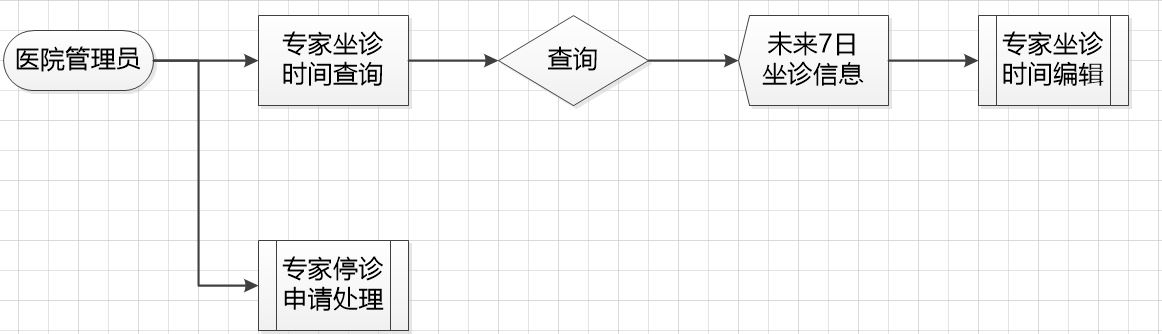 医院管理员
专家坐诊
时间查询
查询
未来7日
坐诊信息
专家坐诊
时间编辑
专家停诊
申请处理